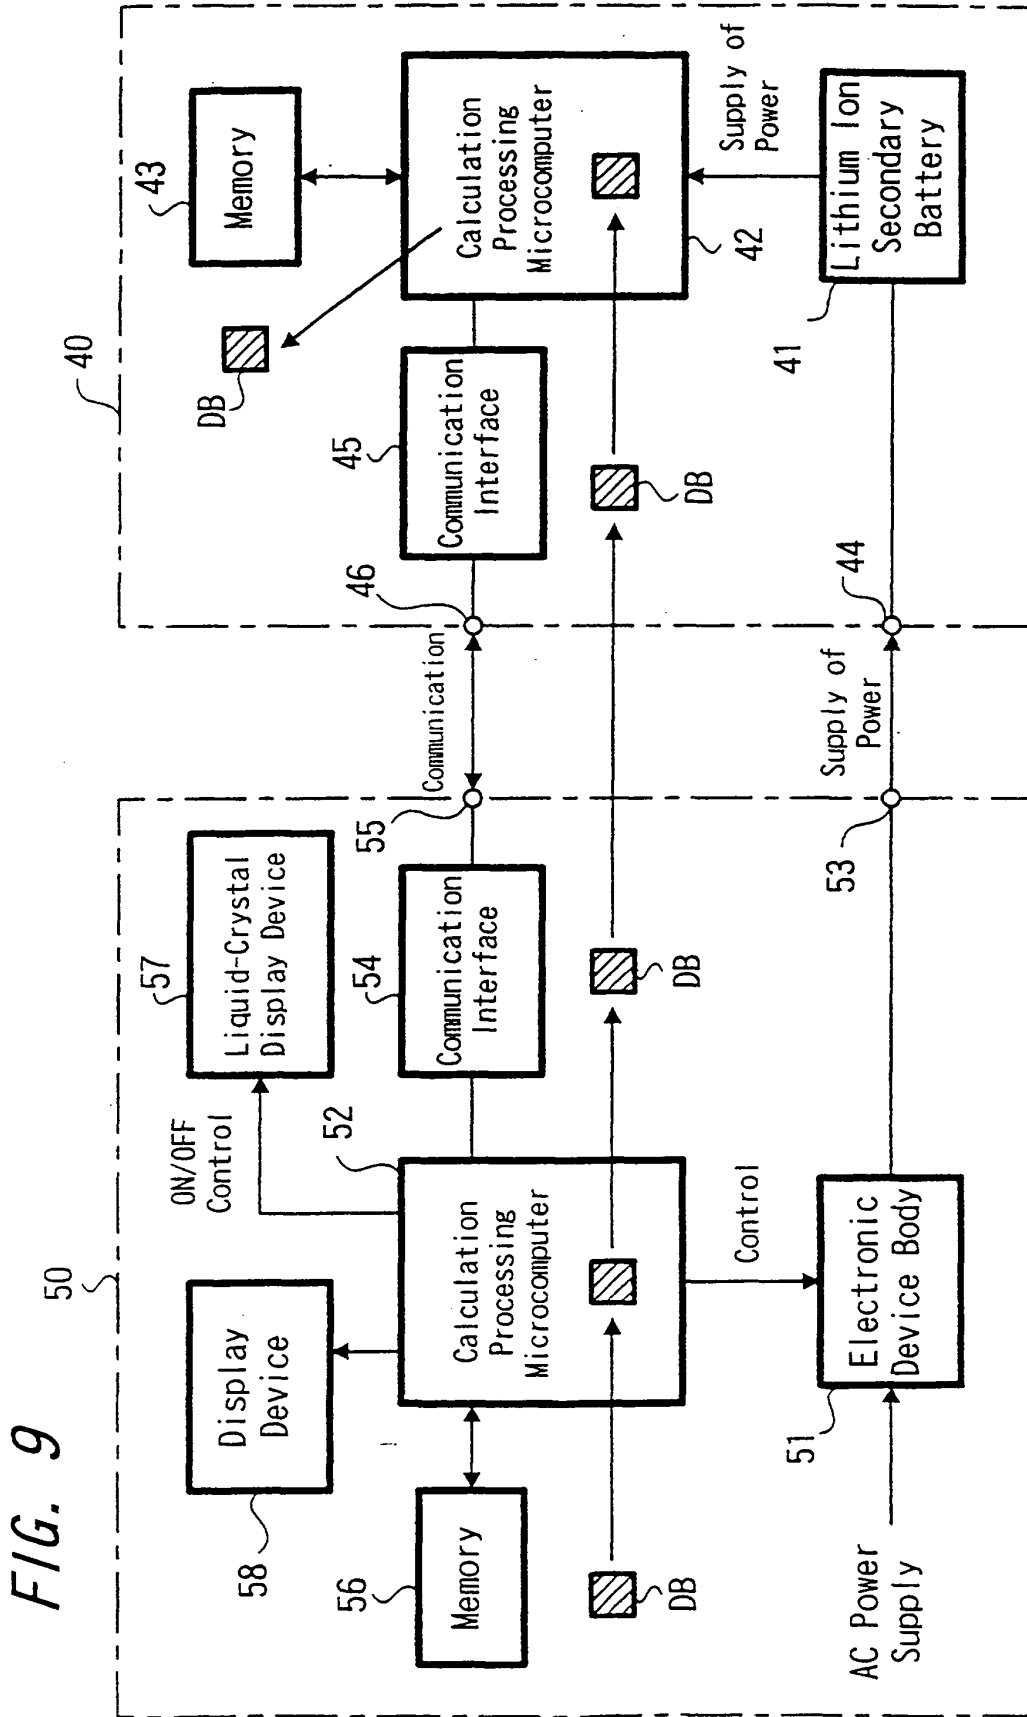 FIG. 9
50
58
Display
Device
ON/OFF
Control
57
Liquid-Crystal
Display Device
56
Memory
52
Calculation
Processing
Microcomputer
54
Communication
Interface
55
Communication
46
45
Communication
Interface
40
DB
43
Memory
Calculation
Processing
Microcomputer
42
DB
DB
DB
Control
AC Power
Supply
51
Electronic
Device Body
53
Supply of
Power
44
41
Lithium Ion
Secondary
Battery
Supply of
Power